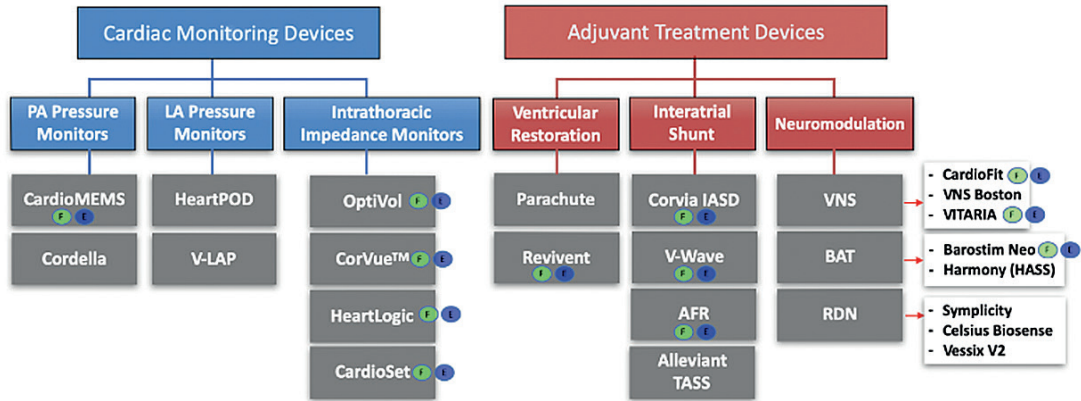 Cardiac Monitoring Devices
Adjuvant Treatment Devices
PA Pressure
Monitors
LA Pressure
Monitors
Intrathoracic
Impedance Monitors
Ventricular
Restoration
Interatrial
Shunt
Neuromodulation
CardioMEMS
F E
Cordella
HeartPOD
V-LAP
OptiVol F E
CorVue™ F E
HeartLogic F E
CardioSet F E
Parachute
Revivent
F E
Corvia IASD
F E
V-Wave
F E
AFR
F E
Alleviant
TASS
VNS
- CardioFit F E
- VNS Boston
- VITARIA F E
BAT
- Barostim Neo F E
- Harmony (HASS)
RDN
- Symplicity
- Celsius Biosense
- Vessix V2